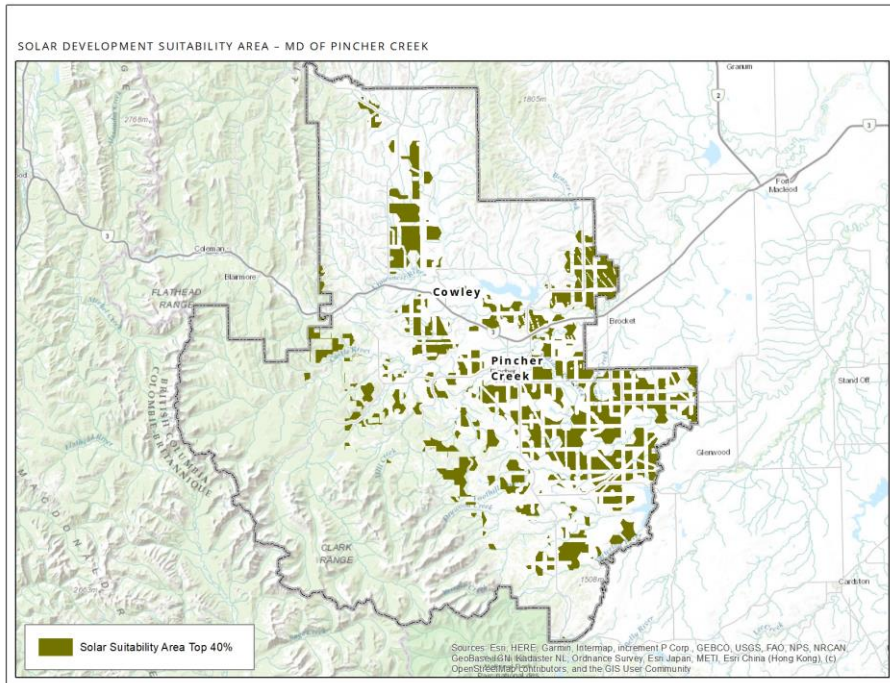 SOLAR DEVELOPMENT SUITABILITY AREA – MD OF PINCHER CREEK
Granum
1805m
2768m
2
3
Fort
Macleod
3
Coleman
Blairmore
Cowley
FLATHEAD
RANGE
Brocket
Pincher
Creek
Stand Off
BRITISH COLUMBIA
COLOMBIE-BRITANNIQUE
Glenwood
CLARK
RANGE
1508m
Cardston
Solar Suitability Area Top 40%
Sources: Esri, HERE, Garmin, Intermap, increment P Corp., GEBCO, USGS, FAO, NPS, NRCAN,
GeoBase, IGN, Kadaster NL, Ordnance Survey, Esri Japan, METI, Esri China (Hong Kong), (c)
OpenStreetMap contributors, and the GIS User Community